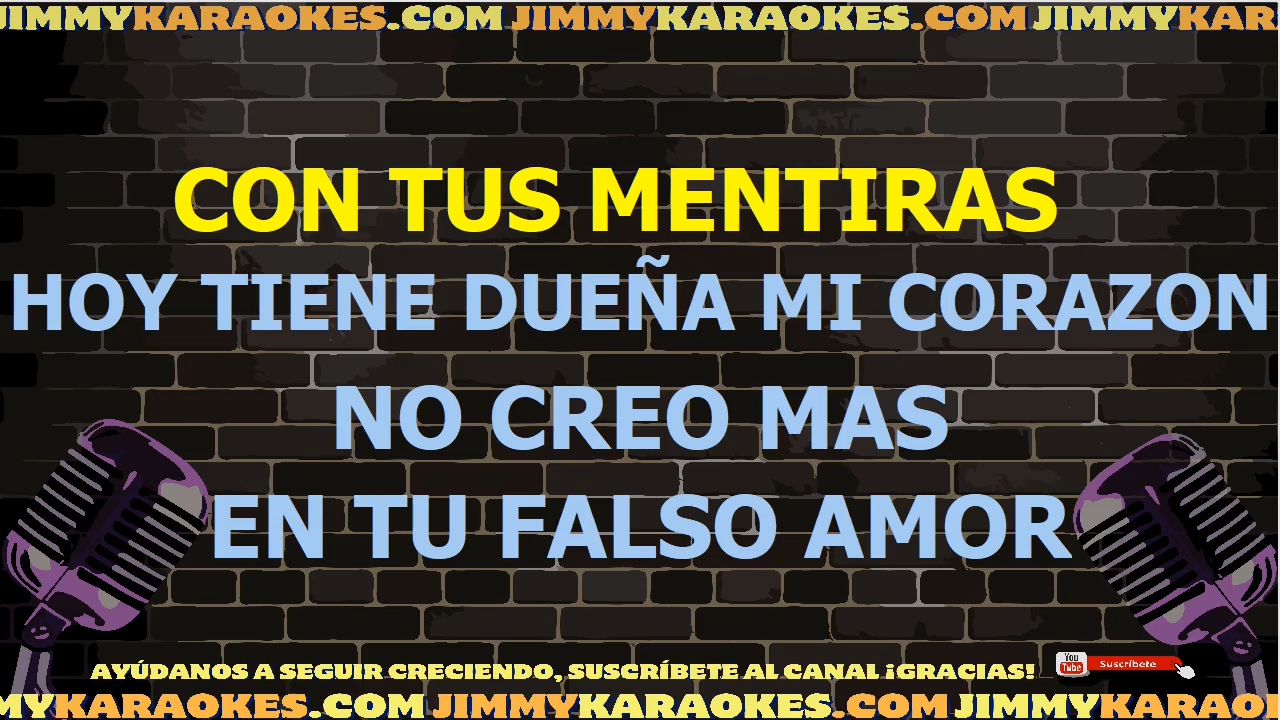 JIMMYKARAOKES.COM JIMMYKARAOKES.COM JIMMYKAR
CON TUS MENTIRAS
HOY TIENE DUEÑA MI CORAZON
NO CREO MAS
EN TU FALSO AMOR
AYÚDANOS A SEGUIR CRECIENDO, SUSCRÍBETE AL CANAL ¡GRACIAS!
You Tube Suscríbete
MYKARAOKES.COM JIMMYKARAOKES.COM JIMMYKARAO